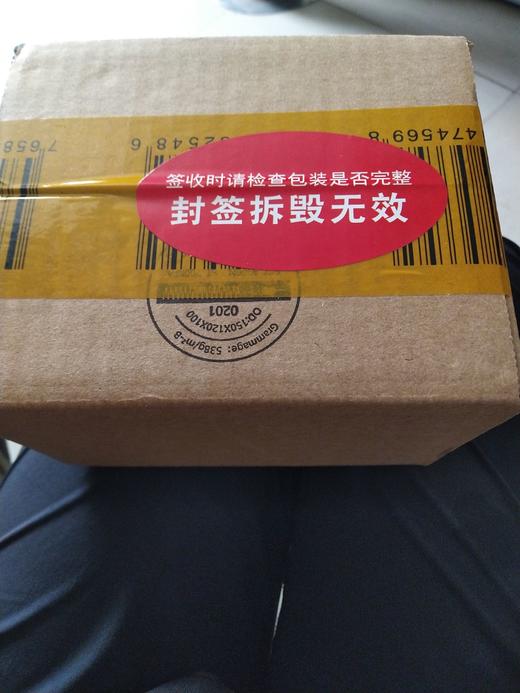 签收时请检查包装是否完整
封签拆毁无效
7658
82548 6
474569 8
0201
OD:150X120X100
Grammage: 538g/m²-B